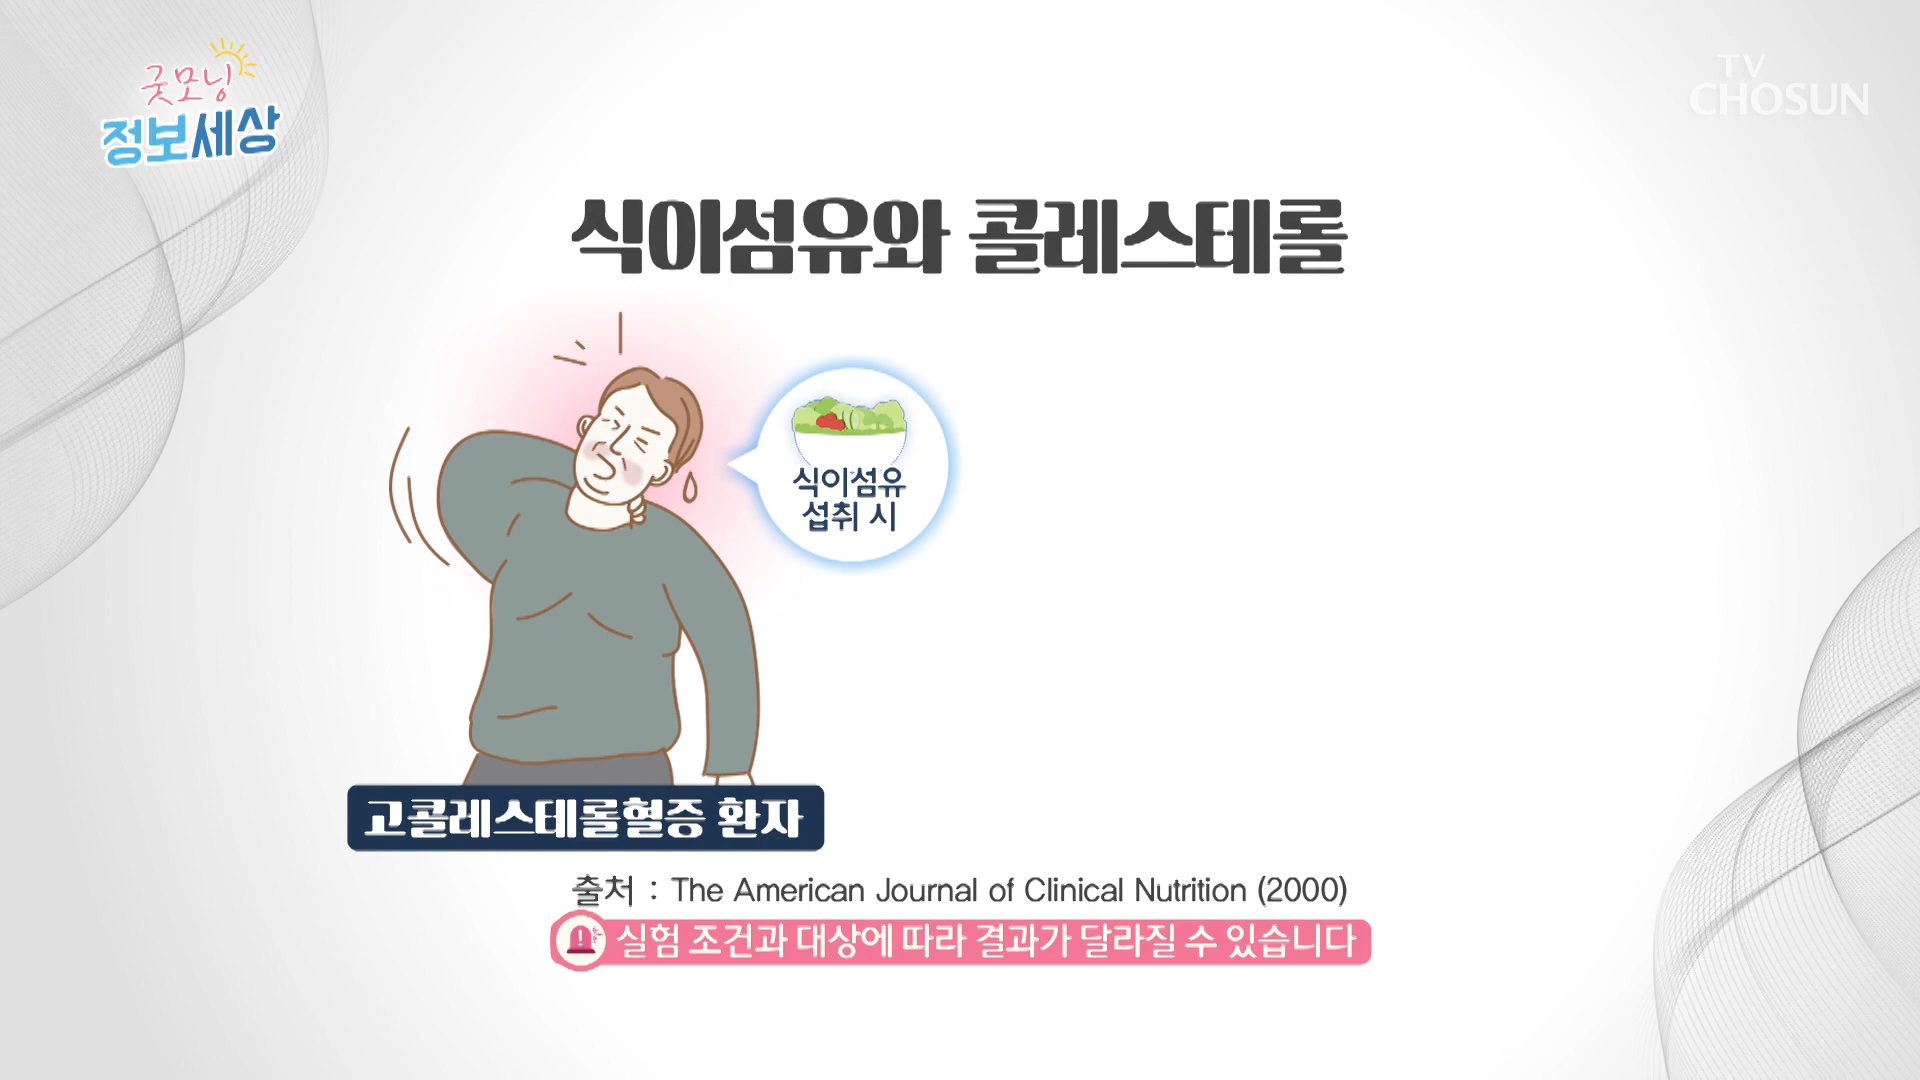 굿모닝
정보세상
TV
CHOSUN
식이섬유와 콜레스테롤
식이섬유
섭취 시
고콜레스테롤혈증 환자
출처 : The American Journal of Clinical Nutrition (2000)
실험 조건과 대상에 따라 결과가 달라질 수 있습니다